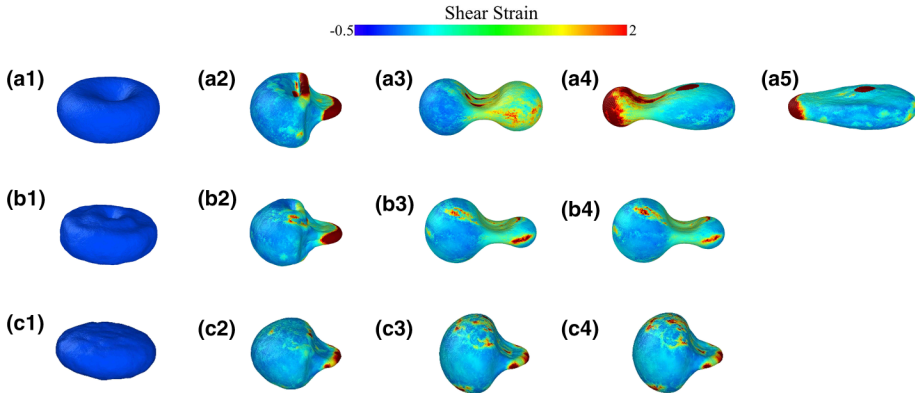 Shear Strain
-0.5 2
(a1) (a2) (a3) (a4) (a5)
(b1) (b2) (b3) (b4)
(c1) (c2) (c3) (c4)